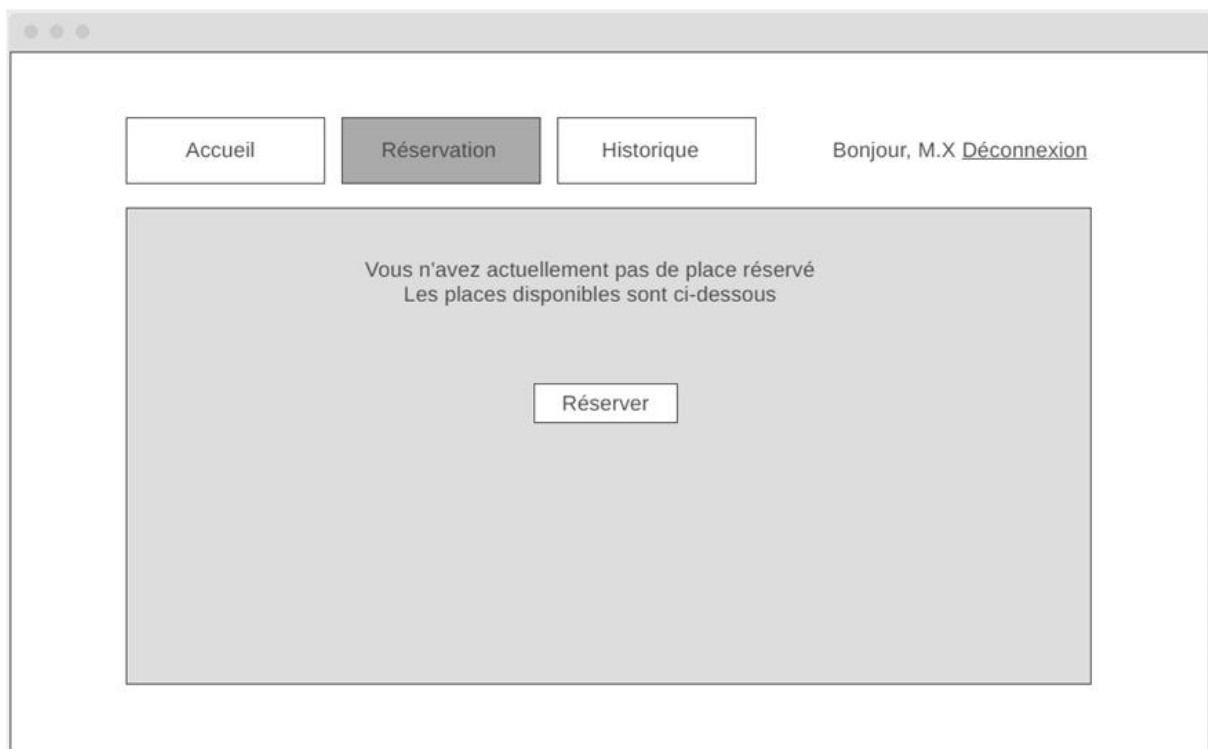 Accueil
Réservation
Historique
Bonjour, M.X Déconnexion
Vous n'avez actuellement pas de place réservé
Les places disponibles sont ci-dessous
Réserver